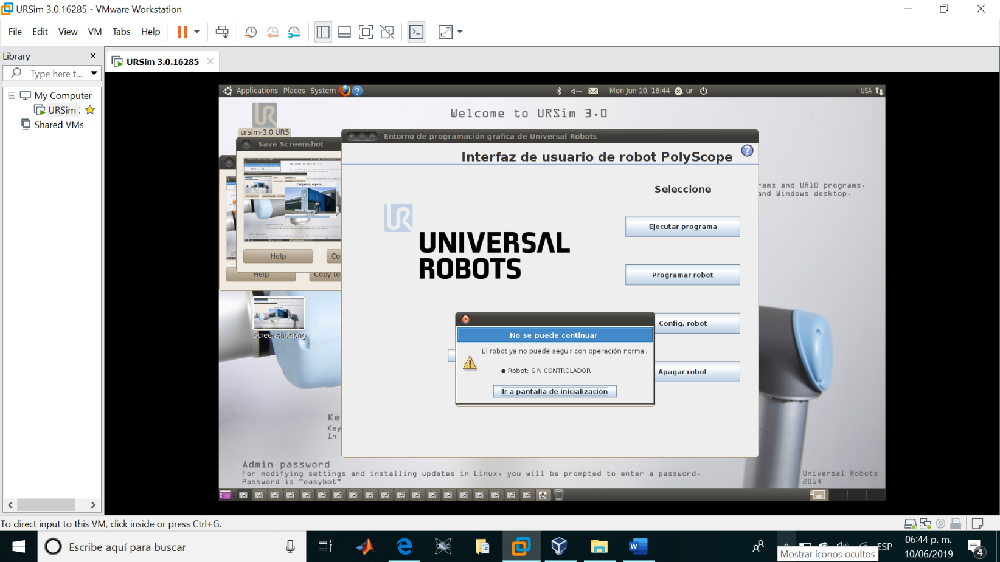 URSim 3.0.16285 - VMware Workstation
File Edit View VM Tabs Help
Library
Type here t...
My Computer
URSim
Shared VMs
URSim 3.0.16285
Applications Places System
Mon Jun 10, 16:44 ur
USA
Welcome to URSim 3.0
UR
ursim-3.0 UR5
Save Screenshot
Cargando, espere...
Help
Co
Help
Copy to
Screenshot.png
Entorno de programación gráfica de Universal Robots
Interfaz de usuario de robot PolyScope
?
Seleccione
UR
UNIVERSAL
ROBOTS
Ejecutar programa
Programar robot
Config. robot
Apagar robot
No se puede continuar
El robot ya no puede seguir con operación normal:
● Robot: SIN CONTROLADOR
Ir a pantalla de inicialización
rams and UR10 programs.
and Windows desktop.
Ke
Key
In
Admin password
For modifying settings and installing updates in Linux, you will be prompted to enter a password.
Password is "easybot"
Universal Robots
2014
To direct input to this VM, click inside or press Ctrl+G.
Escribe aquí para buscar
ESP
06:44 p. m.
10/06/2019
4
Mostrar iconos ocultos